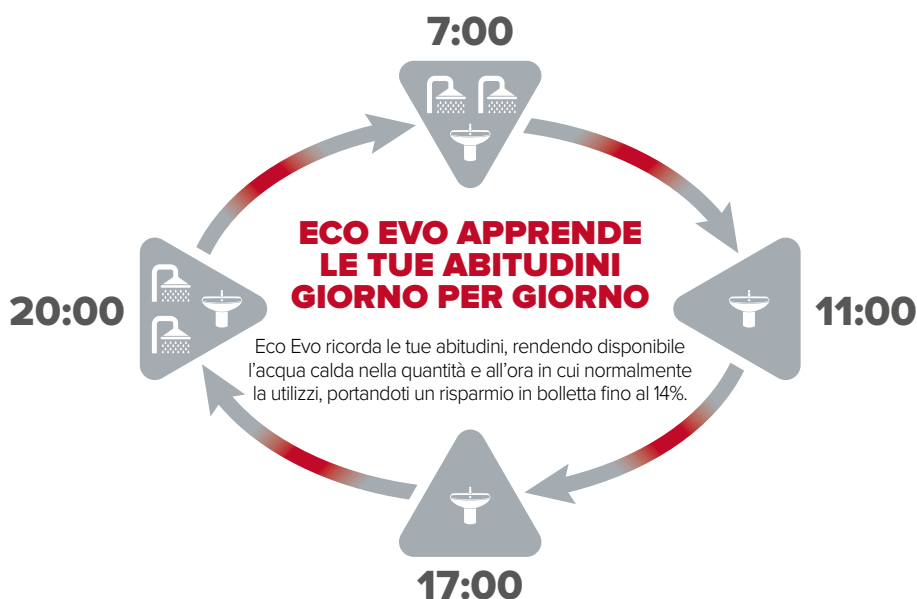 7:00
ECO EVO APPRENDE
LE TUE ABITUDINI
GIORNO PER GIORNO
20:00
11:00
Eco Evo ricorda le tue abitudini, rendendo disponibile
l’acqua calda nella quantità e all’ora in cui normalmente
la utilizzi, portandoti un risparmio in bolletta fino al 14%.
17:00